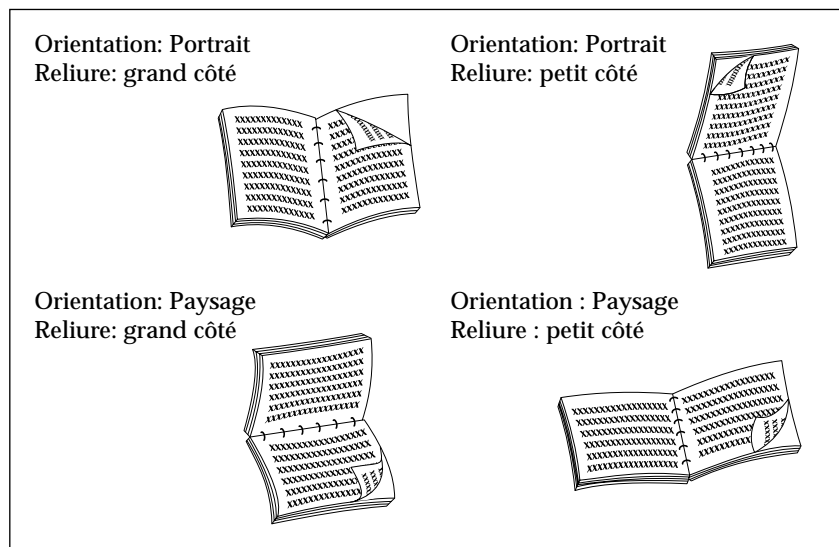 Orientation: Portrait
Reliure: grand côté
Orientation: Portrait
Reliure: petit côté
Orientation: Paysage
Reliure: grand côté
Orientation : Paysage
Reliure : petit côté